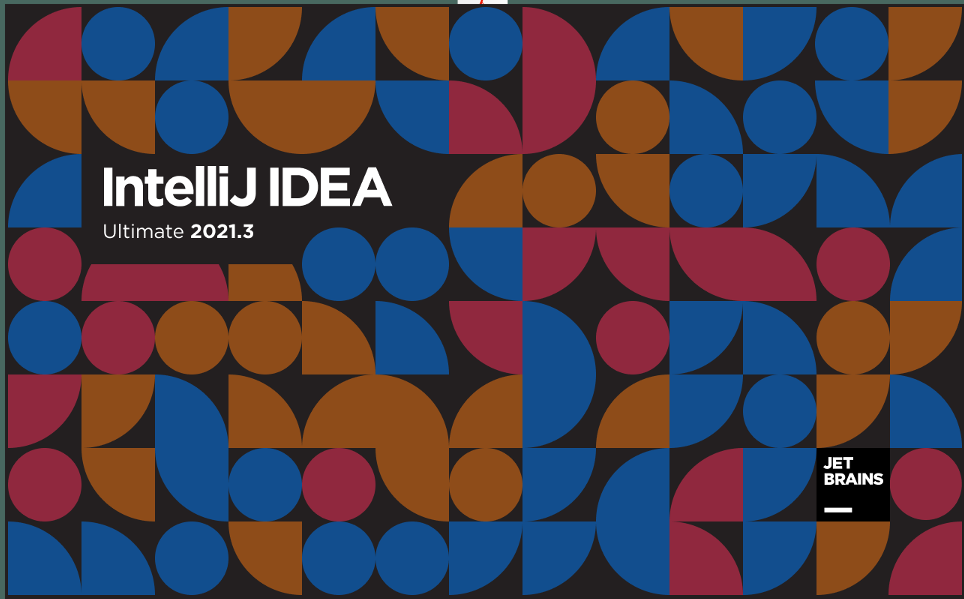 IntelliJ IDEA
Ultimate 2021.3
JET
BRAINS